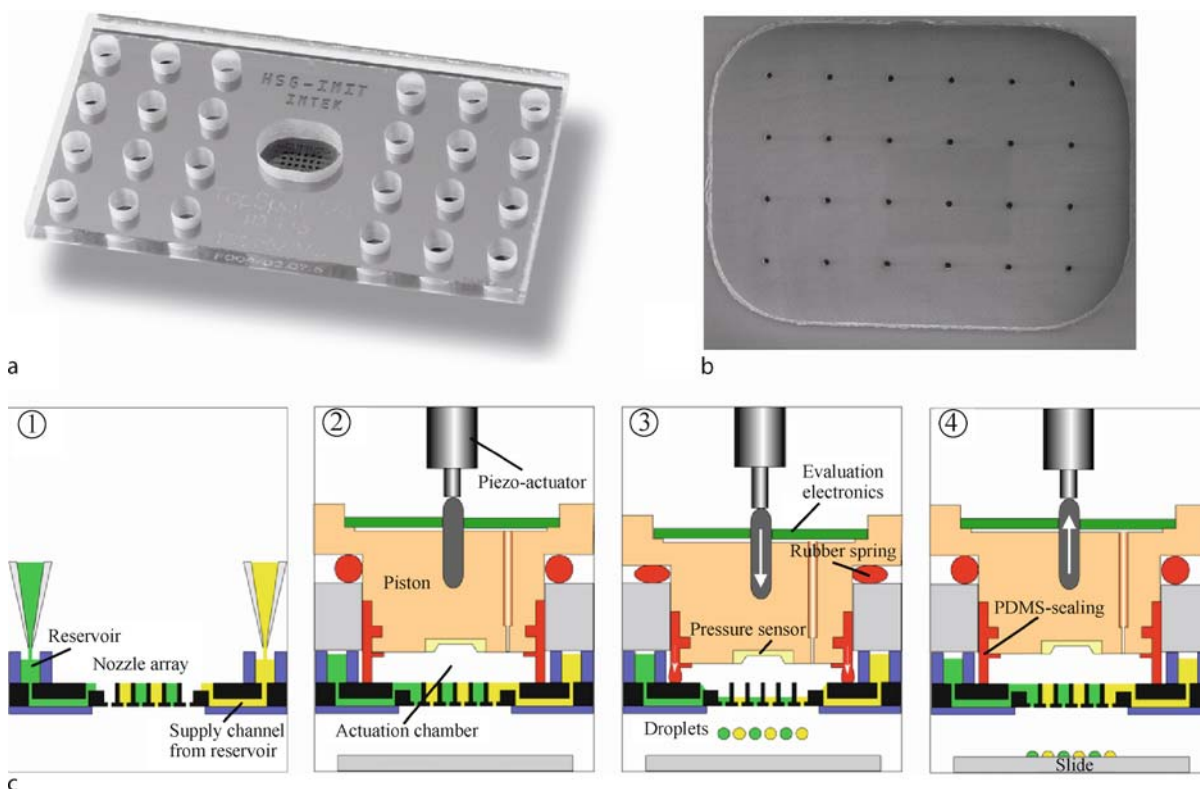 HSG-IMIT
IMTEK
a
b
①
②
③
④
Piezo-actuator
Evaluation
electronics
Rubber spring
Piston
PDMS-sealing
Reservoir
Pressure sensor
Nozzle array
Supply channel
from reservoir
Actuation chamber
Droplets
Slide
c